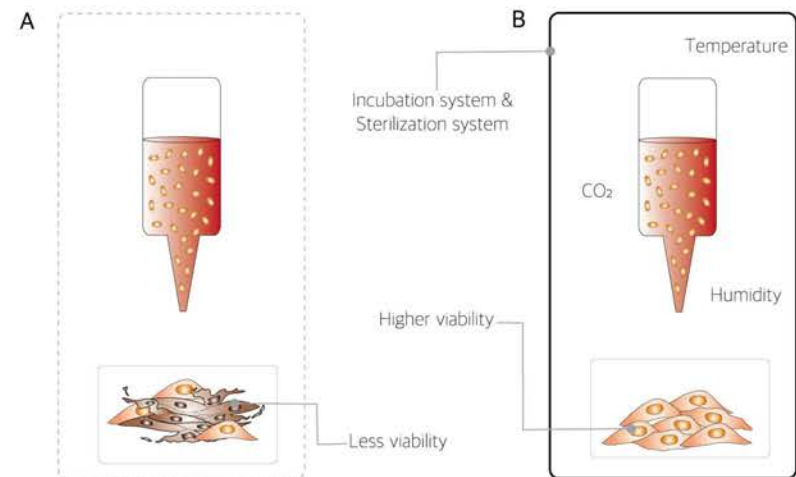 A
B
Temperature
Incubation system &
Sterilization system
CO₂
Humidity
Higher viability
Less viability